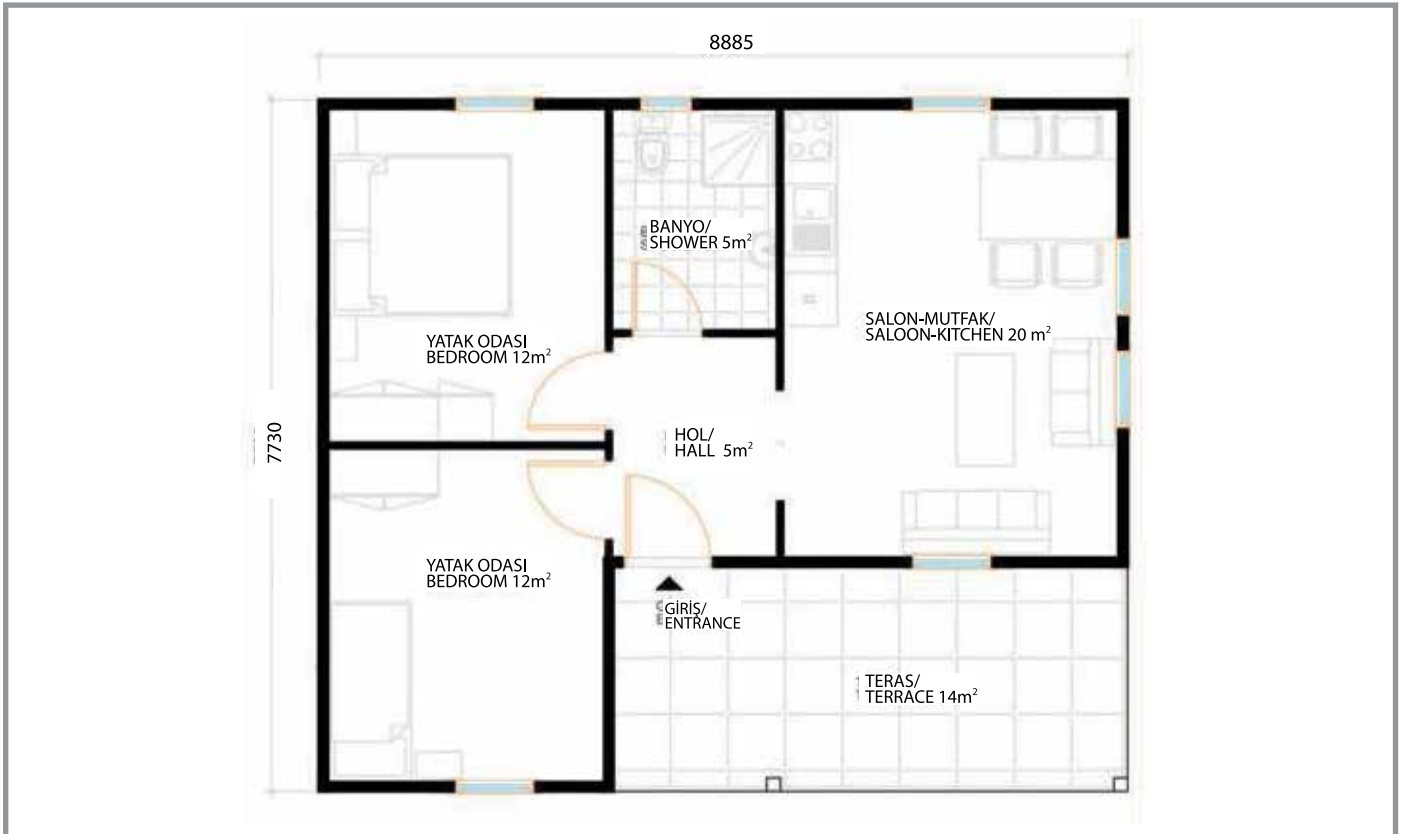 8885
BANYO/
SHOWER 5m²
SALON-MUTFAK/
SALOON-KITCHEN 20 m²
YATAK ODASI
BEDROOM 12m²
7730
HOL/
HALL 5m²
YATAK ODASI
BEDROOM 12m²
GİRİŞ/
ENTRANCE
TERAS/
TERRACE 14m²